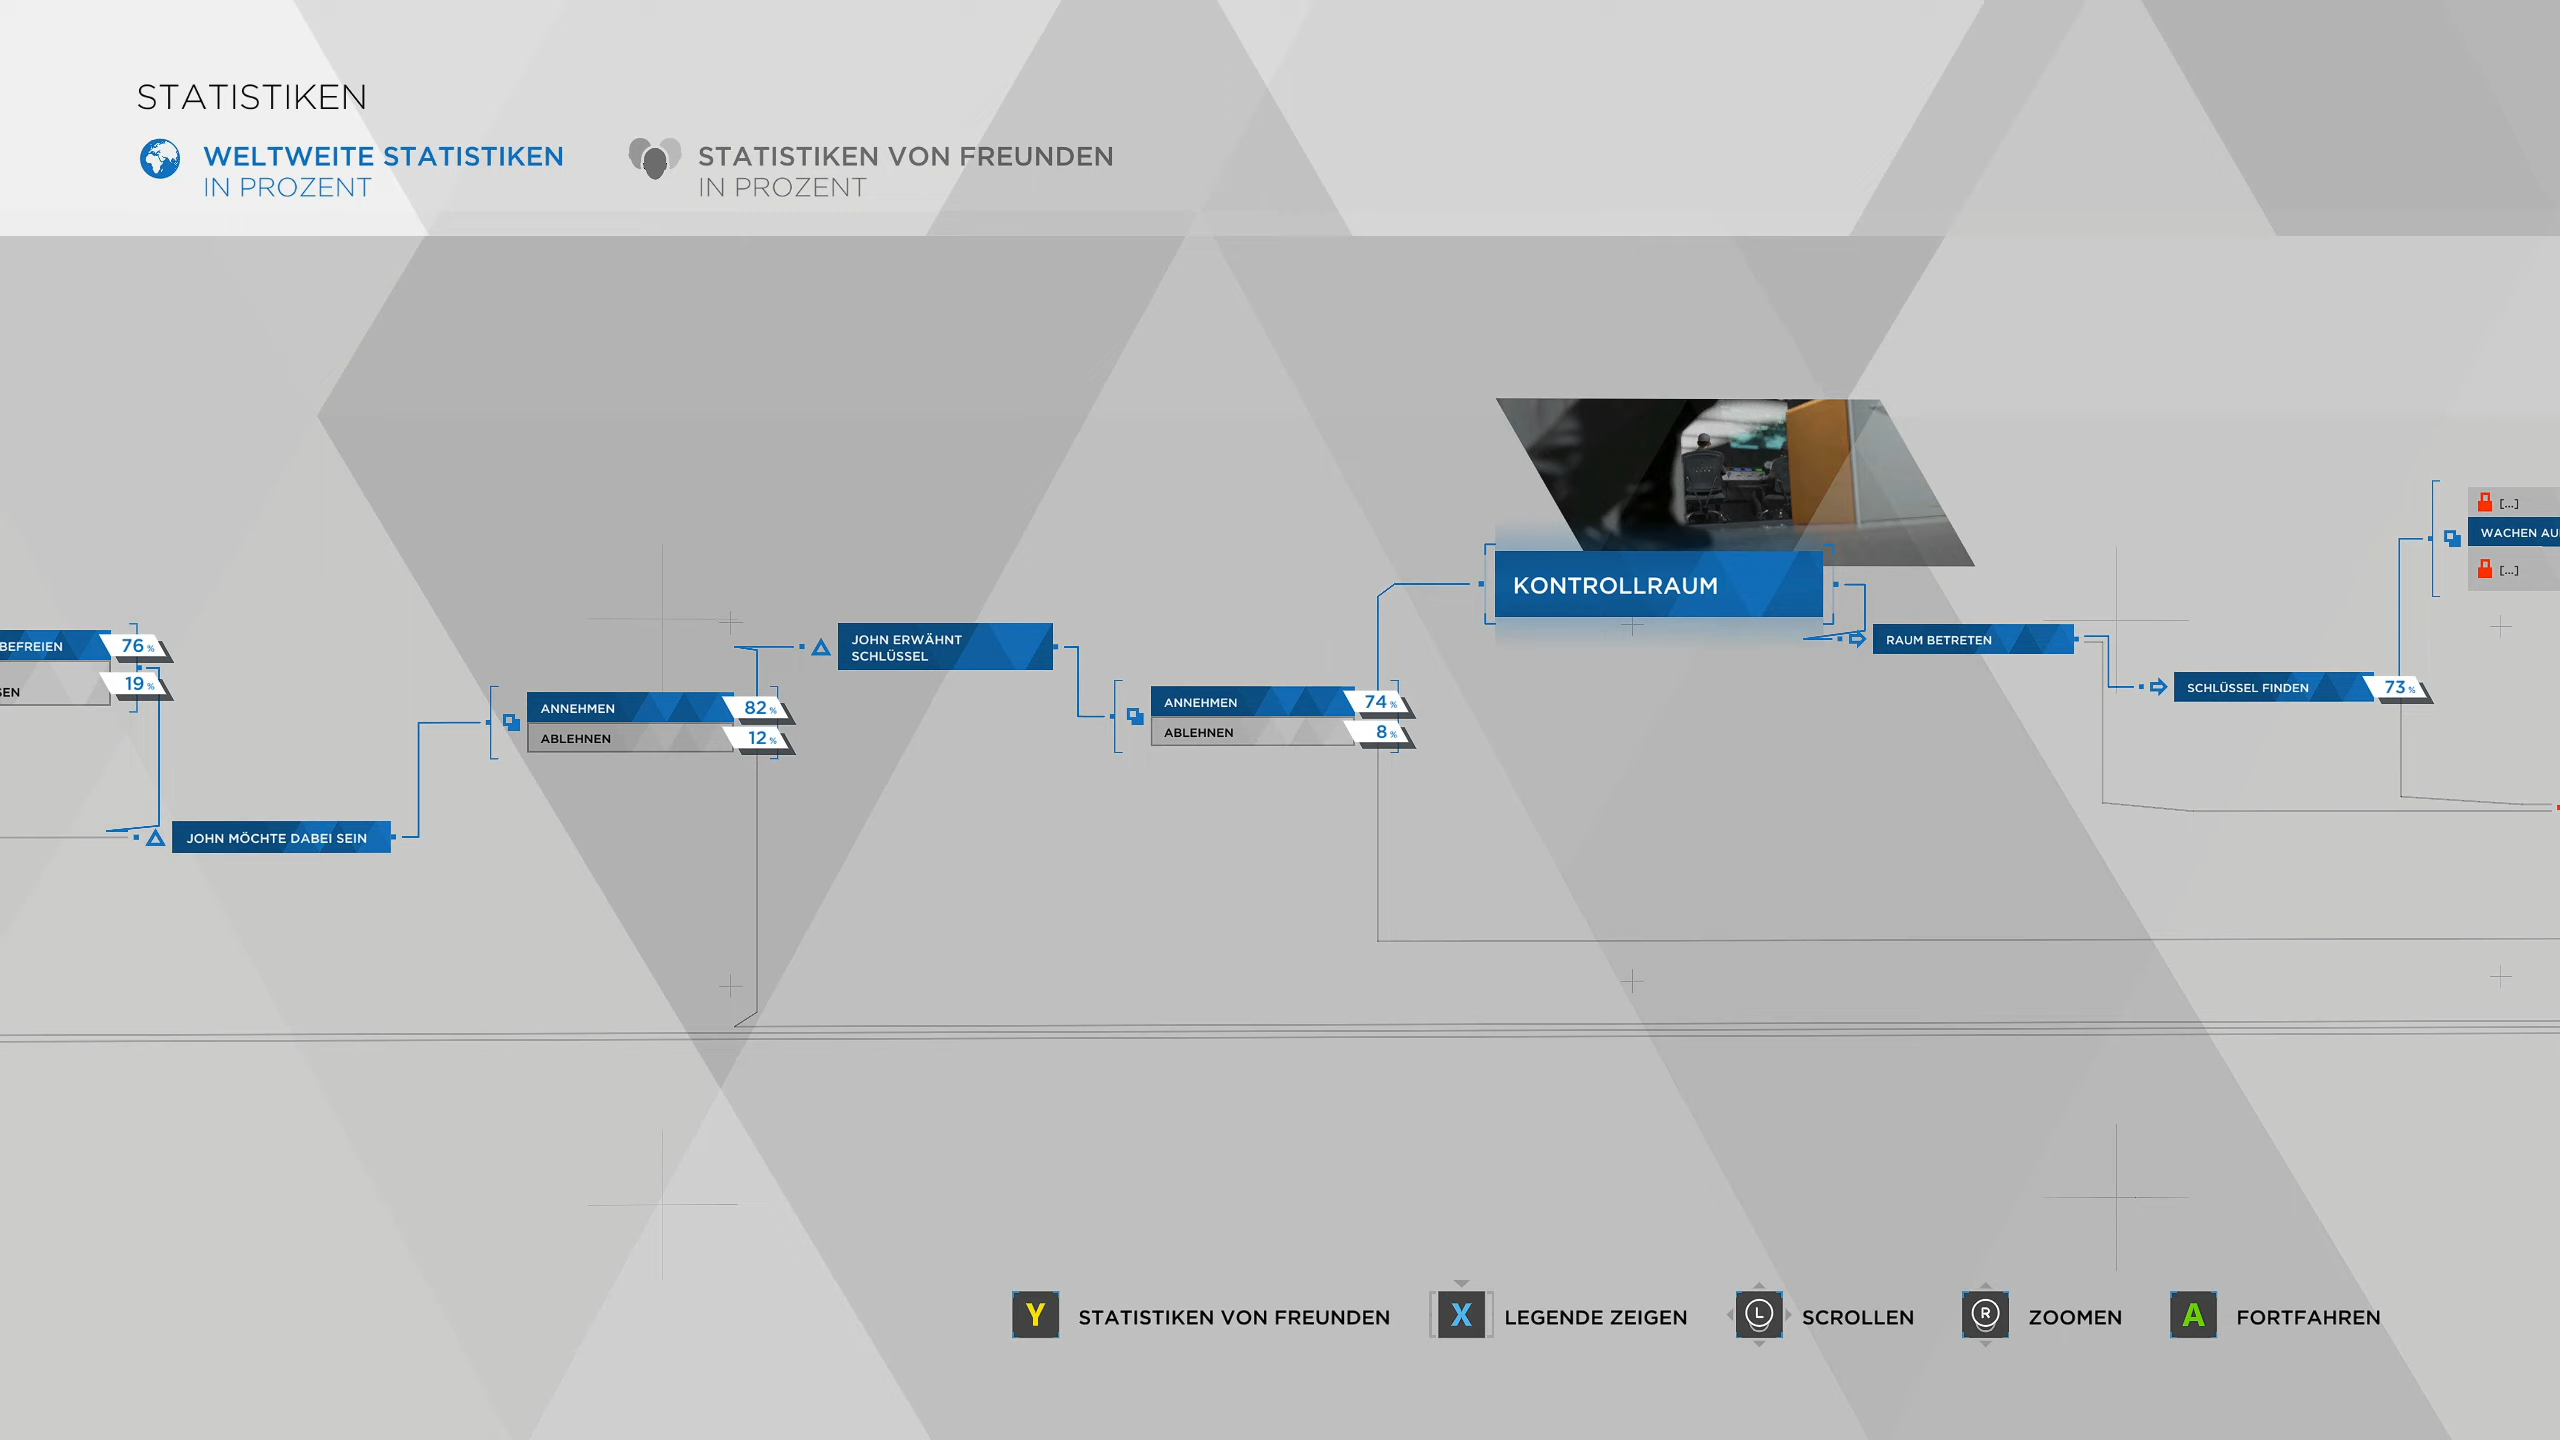 STATISTIKEN
WELTWEITE STATISTIKEN
IN PROZENT
STATISTIKEN VON FREUNDEN
IN PROZENT
BEFREIEN
76 %
SEN
19 %
JOHN MÖCHTE DABEI SEIN
ANNEHMEN
82 %
ABLEHNEN
12 %
JOHN ERWÄHNT
SCHLÜSSEL
ANNEHMEN
74 %
ABLEHNEN
8 %
KONTROLLRAUM
RAUM BETRETEN
SCHLÜSSEL FINDEN
73 %
[...]
WACHEN AU
[...]
Y STATISTIKEN VON FREUNDEN
X LEGENDE ZEIGEN
L SCROLLEN
R ZOOMEN
A FORTFAHREN